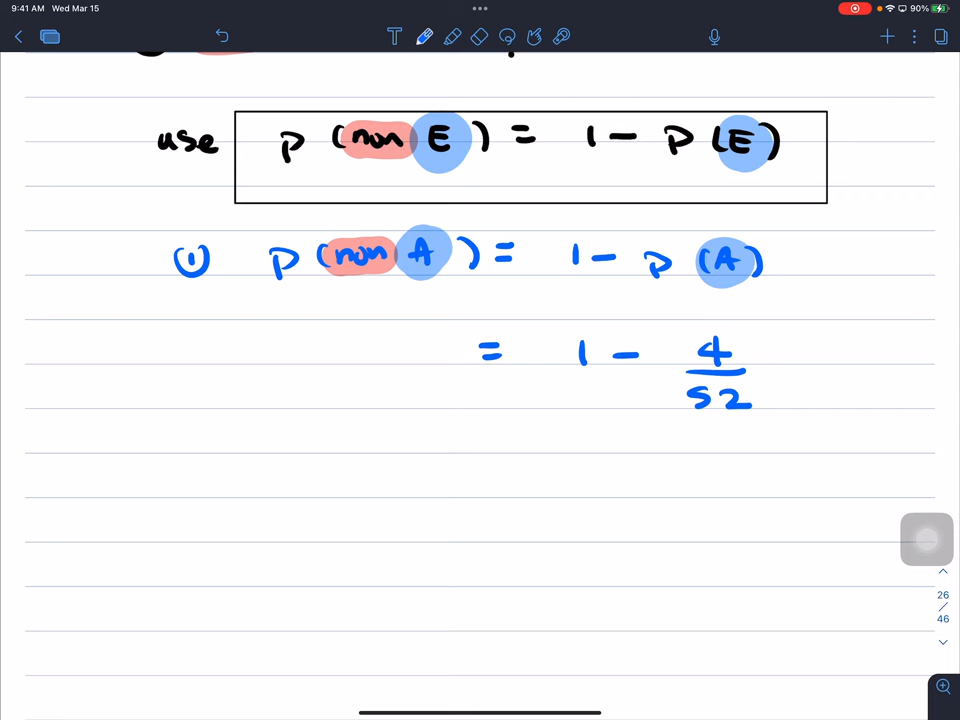 9:41 AM Wed Mar 15
90%
use P (non E) = 1 - P (E)
① P (non A) = 1 - P (A)
= 1 - 4/52
26
/
46